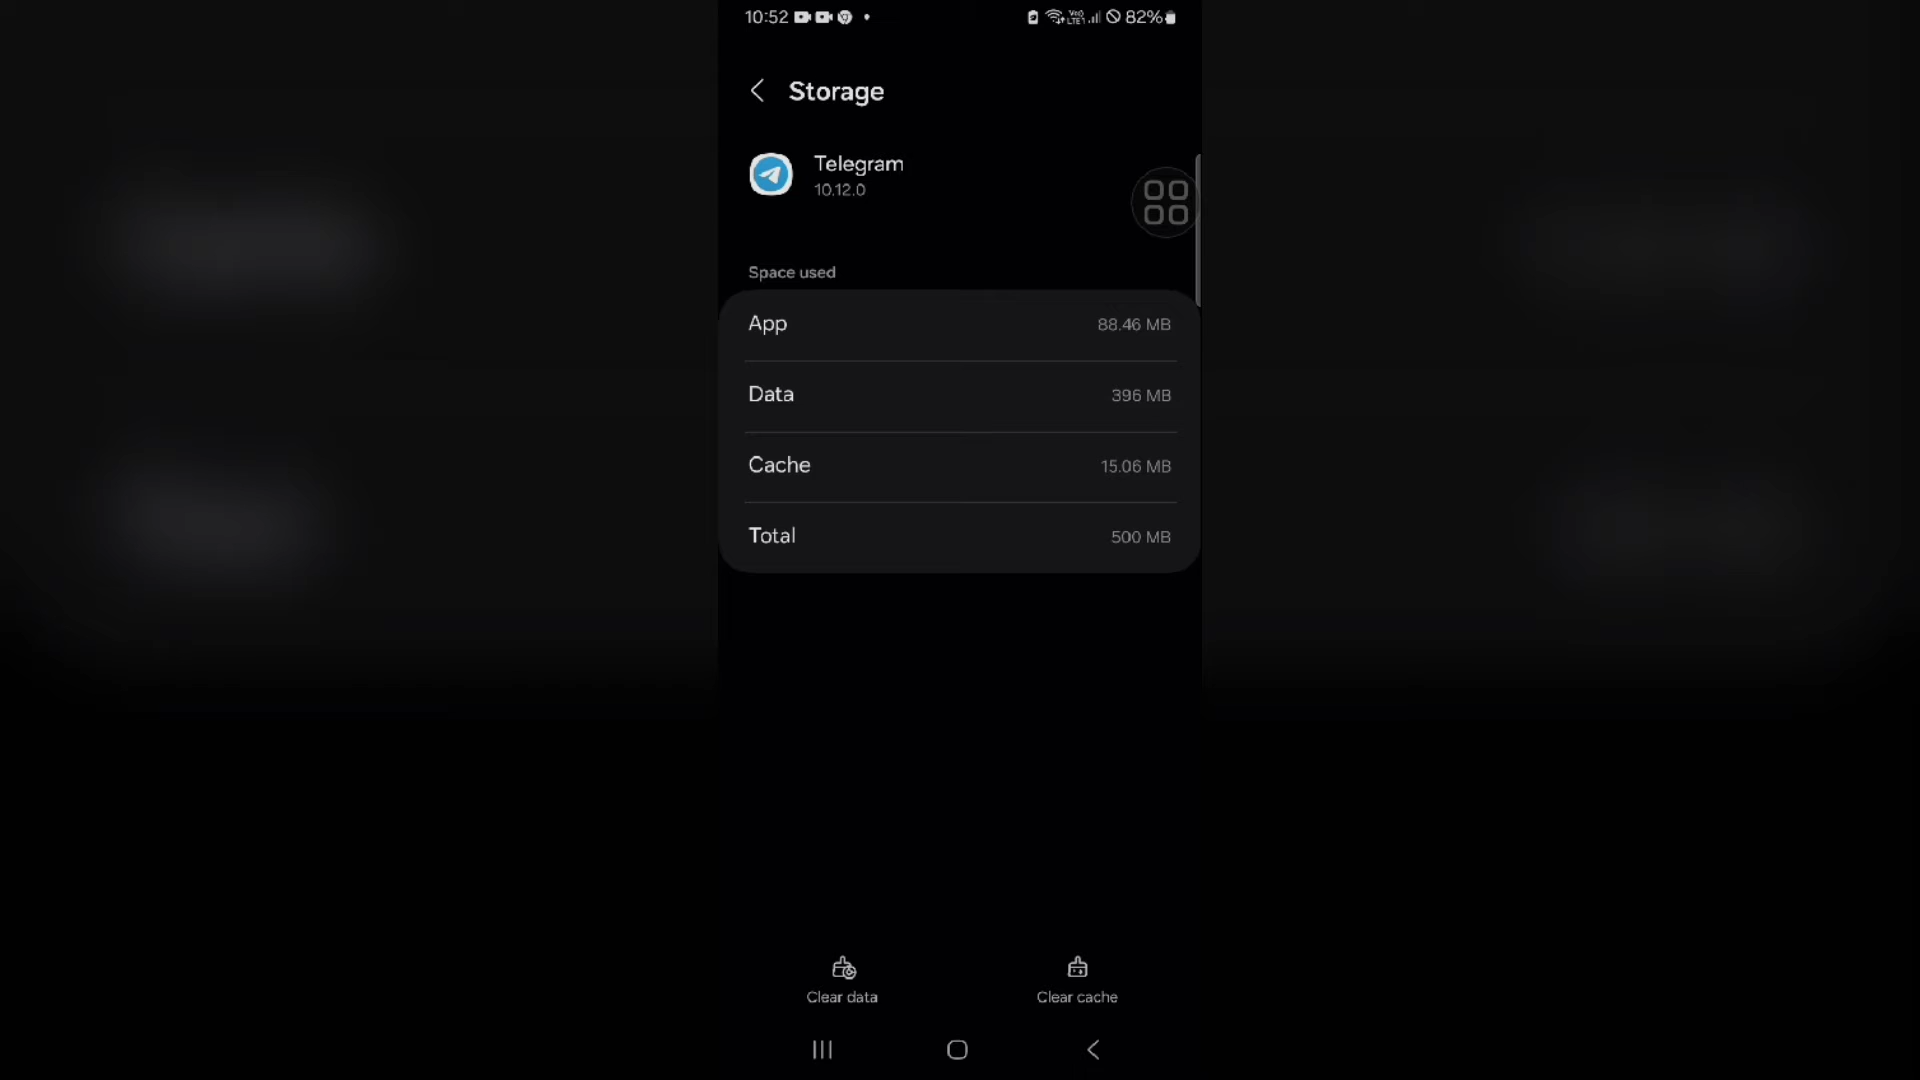 10:52
82%
Storage
Telegram
10.12.0
Space used
App 88.46 MB
Data 396 MB
Cache 15.06 MB
Total 500 MB
Clear data Clear cache